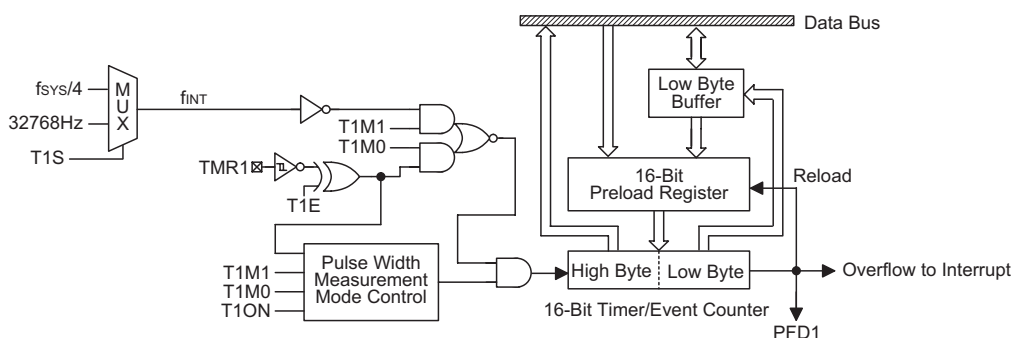 Data Bus
fSYS/4
32768Hz
T1S
M
U
X
fINT
T1M1
T1M0
TMR1
T1E
Low Byte
Buffer
16-Bit
Preload Register
Reload
T1M1
T1M0
T1ON
Pulse Width
Measurement
Mode Control
High Byte
Low Byte
16-Bit Timer/Event Counter
Overflow to Interrupt
PFD1